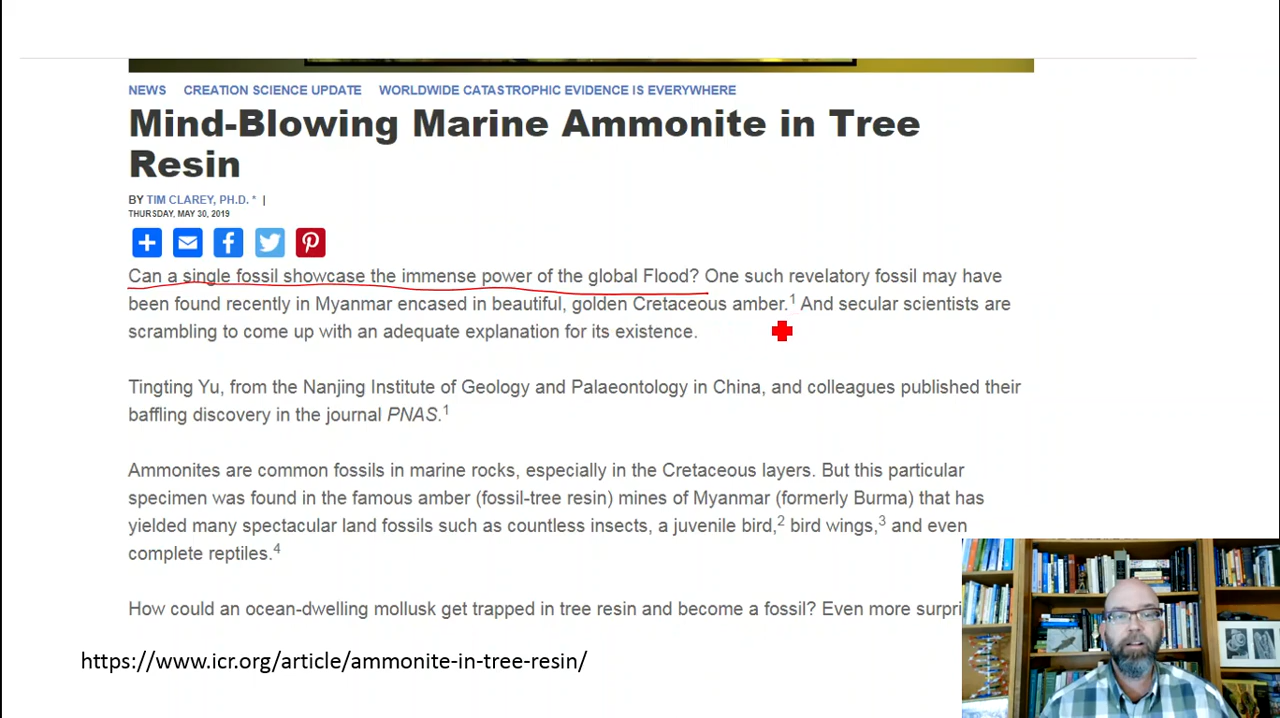 NEWS CREATION SCIENCE UPDATE WORLDWIDE CATASTROPHIC EVIDENCE IS EVERYWHERE
Mind-Blowing Marine Ammonite in Tree
Resin
BY TIM CLAREY, PH.D. * |
THURSDAY, MAY 30, 2019
Can a single fossil showcase the immense power of the global Flood? One such revelatory fossil may have
been found recently in Myanmar encased in beautiful, golden Cretaceous amber.1 And secular scientists are
scrambling to come up with an adequate explanation for its existence.
Tingting Yu, from the Nanjing Institute of Geology and Palaeontology in China, and colleagues published their
baffling discovery in the journal PNAS.1
Ammonites are common fossils in marine rocks, especially in the Cretaceous layers. But this particular
specimen was found in the famous amber (fossil-tree resin) mines of Myanmar (formerly Burma) that has
yielded many spectacular land fossils such as countless insects, a juvenile bird,2 bird wings,3 and even
complete reptiles.4
How could an ocean-dwelling mollusk get trapped in tree resin and become a fossil? Even more surpri
https://www.icr.org/article/ammonite-in-tree-resin/